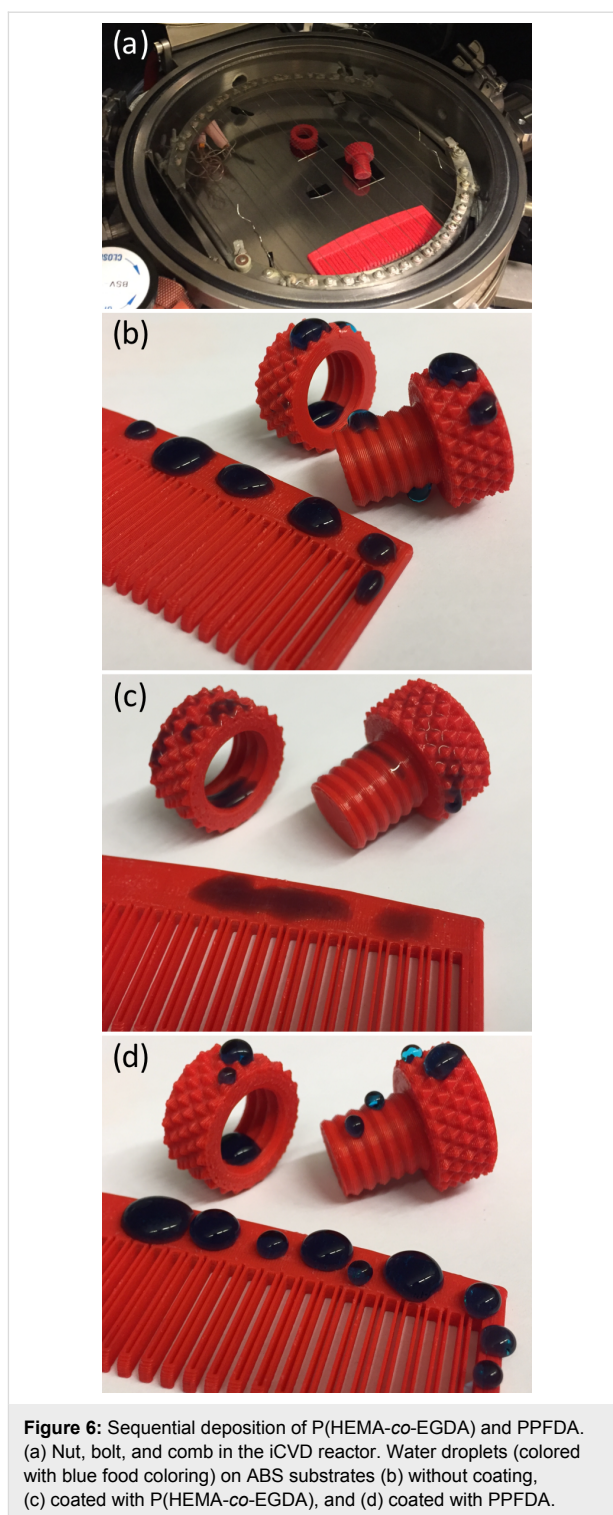 (a)
CLOSE
BSV
(b)
(c)
(d)
Figure 6: Sequential deposition of P(HEMA-co-EGDA) and PPFDA.
(a) Nut, bolt, and comb in the iCVD reactor. Water droplets (colored
with blue food coloring) on ABS substrates (b) without coating,
(c) coated with P(HEMA-co-EGDA), and (d) coated with PPFDA.